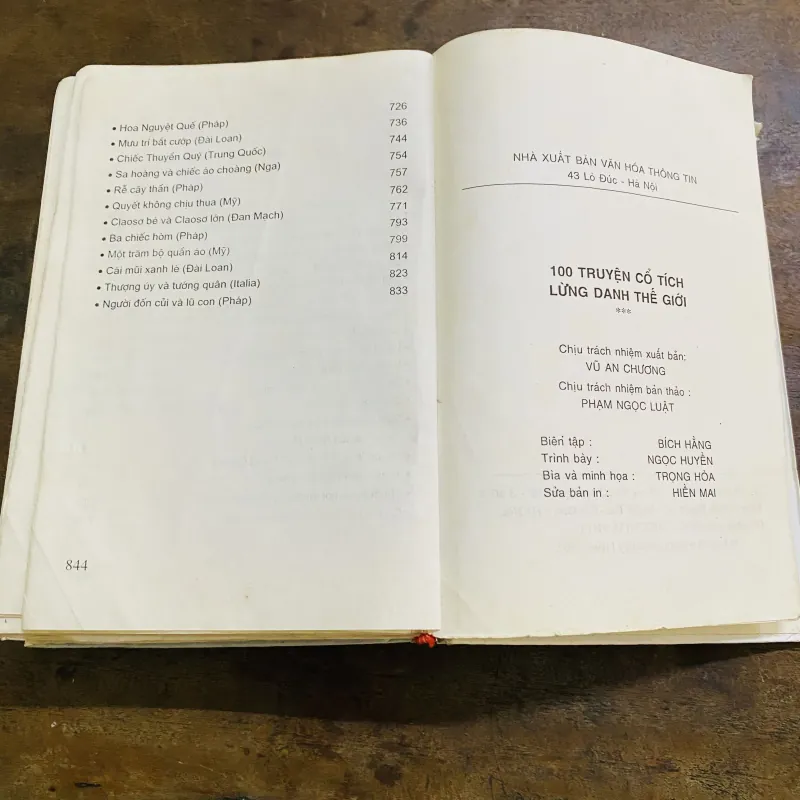 • Hoa Nguyệt Quế (Pháp) 726
• Mưu trí bắt cướp (Đài Loan) 736
• Chiếc Thuyền Quý (Trung Quốc) 744
• Sa hoàng và chiếc áo choàng (Nga) 754
• Rễ cây thần (Pháp) 757
• Quyết không chịu thua (Mỹ) 762
• Claosơ bé và Claosơ lớn (Đan Mạch) 771
• Ba chiếc hòm (Pháp) 793
• Một trăm bộ quần áo (Mỹ) 799
• Cái mũi xanh lè (Đài Loan) 814
• Thượng úy và tướng quân (Italia) 823
• Người đốn củi và lũ con (Pháp) 833
844
NHÀ XUẤT BẢN VĂN HÓA THÔNG TIN
43 Lò Đúc - Hà Nội
100 TRUYỆN CỔ TÍCH
LỪNG DANH THẾ GIỚI
***
Chịu trách nhiệm xuất bản:
VŨ AN CHƯƠNG
Chịu trách nhiệm bản thảo :
PHẠM NGỌC LUẬT
Biên tập : BÍCH HẰNG
Trình bày : NGỌC HUYỀN
Bìa và minh họa : TRỌNG HÒA
Sửa bản in : HIỀN MAI